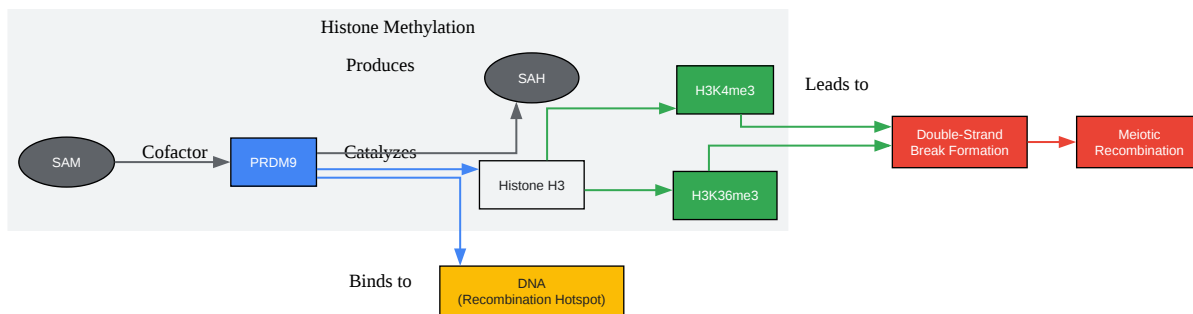 Histone Methylation
Produces
SAH
H3K4me3
Leads to
SAM
Cofactor
PRDM9
Catalyzes
Histone H3
H3K36me3
Double-Strand
Break Formation
Meiotic
Recombination
Binds to
DNA
(Recombination Hotspot)